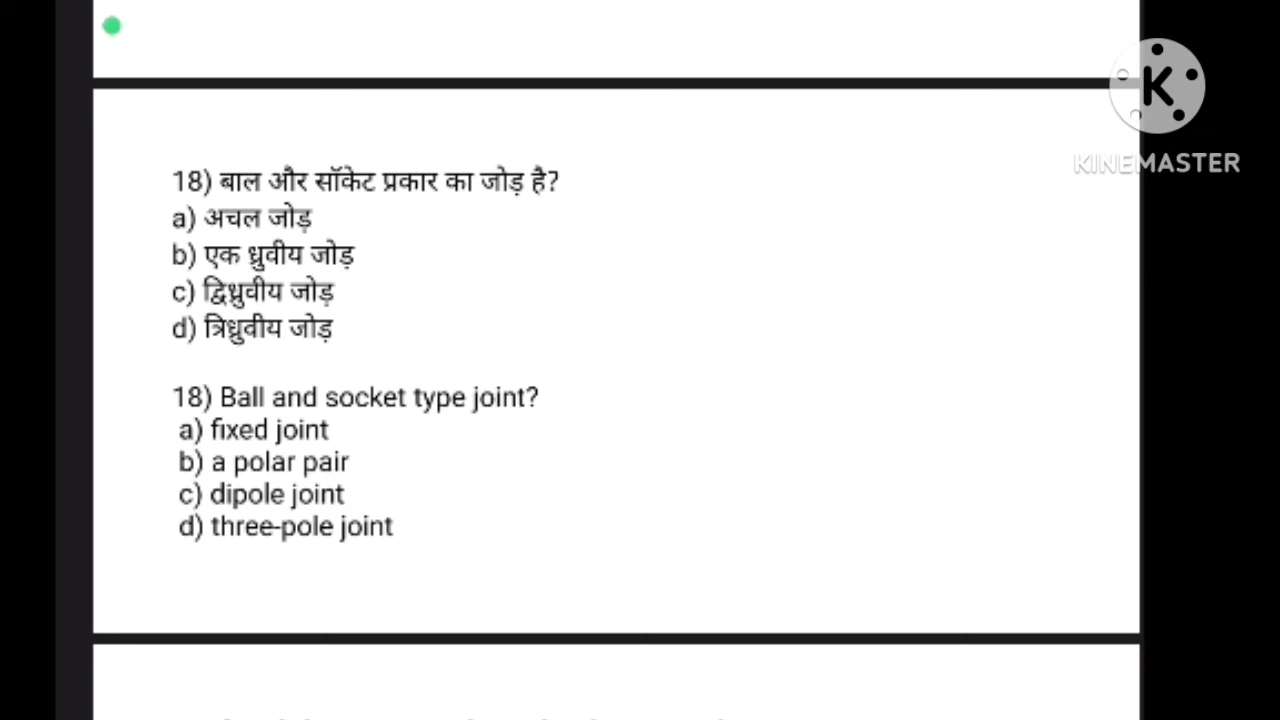 K
KINEMASTER
18) बाल और सॉकेट प्रकार का जोड़ है?
a) अचल जोड़
b) एक ध्रुवीय जोड़
c) द्विध्रुवीय जोड़
d) त्रिध्रुवीय जोड़
18) Ball and socket type joint?
a) fixed joint
b) a polar pair
c) dipole joint
d) three-pole joint